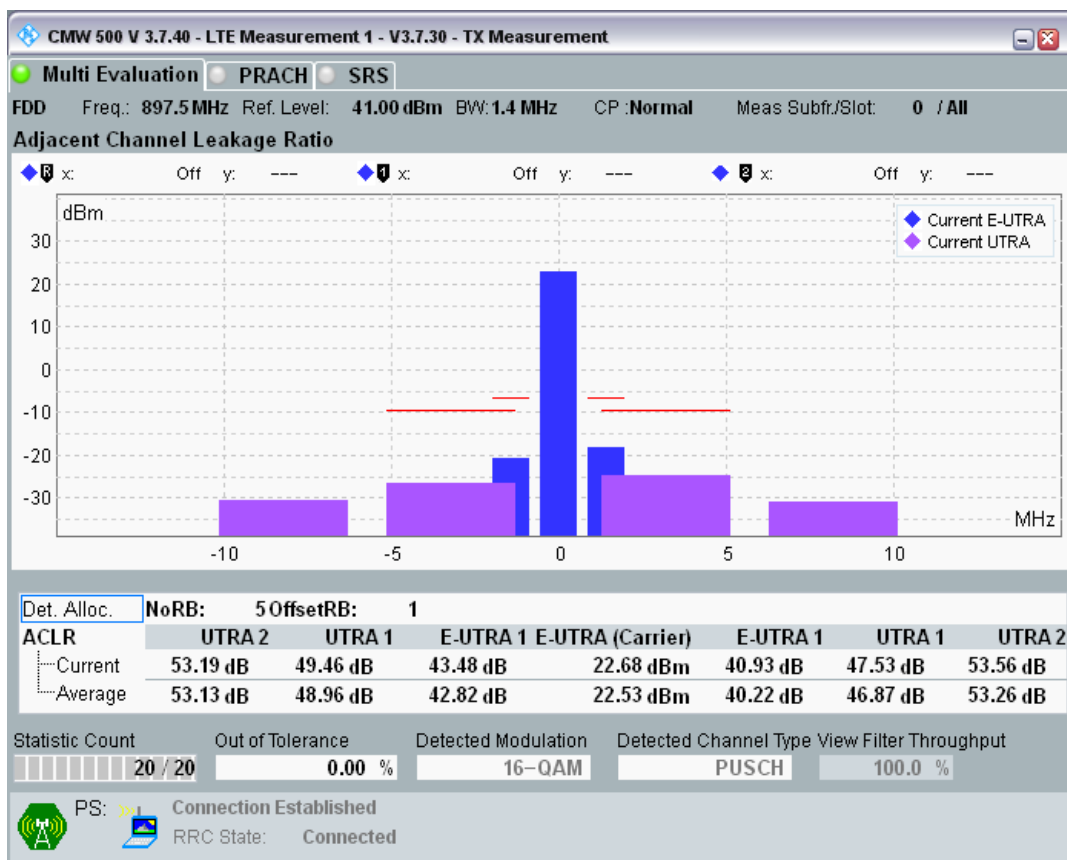 CMW 500 V 3.7.40 - LTE Measurement 1 - V3.7.30 - TX Measurement
Multi Evaluation PRACH SRS
FDD Freq.: 897.5 MHz Ref. Level: 41.00 dBm BW: 1.4 MHz CP :Normal Meas Subfr./Slot: 0 / All
Adjacent Channel Leakage Ratio
R x: Off y: --- 1 x: Off y: --- 2 x: Off y: ---
dBm
Current E-UTRA
Current UTRA
30
20
10
0
-10
-20
-30
MHz
-10 -5 0 5 10
Det. Alloc. NoRB: 5 OffsetRB: 1
ACLR UTRA 2 UTRA 1 E-UTRA 1 E-UTRA (Carrier) E-UTRA 1 UTRA 1 UTRA 2
Current 53.19 dB 49.46 dB 43.48 dB 22.68 dBm 40.93 dB 47.53 dB 53.56 dB
Average 53.13 dB 48.96 dB 42.82 dB 22.53 dBm 40.22 dB 46.87 dB 53.26 dB
Statistic Count Out of Tolerance Detected Modulation Detected Channel Type View Filter Throughput
20 / 20 0.00 % 16-QAM PUSCH 100.0 %
PS: Connection Established
RRC State: Connected